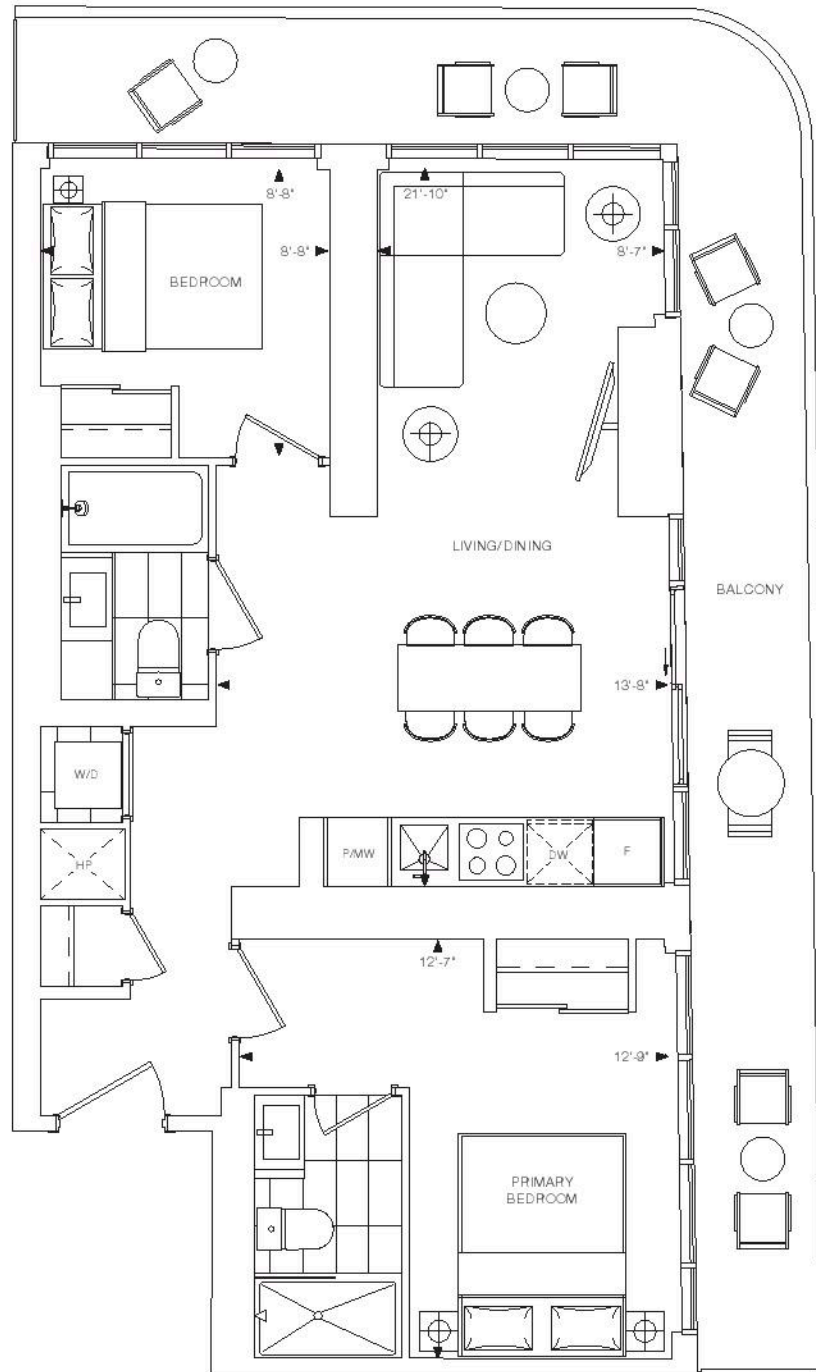 8'-8"
21'-10"
8'-8"
8'-7"
BEDROOM
LIVING/DINING
BALCONY
13'-8"
W/D
P/MW
DW
F
HP
12'-7"
12'-9"
PRIMARY
BEDROOM